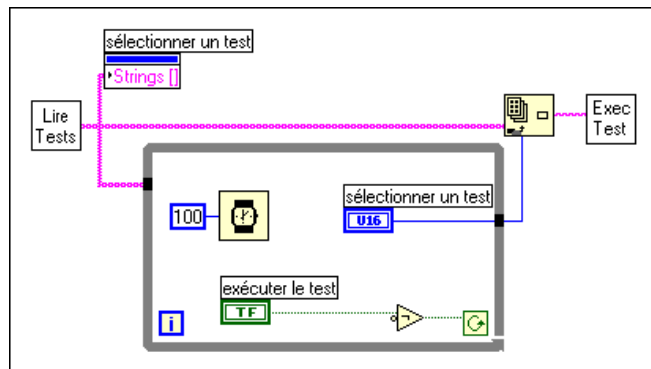 sélectionner un test
Strings []
Lire
Tests
Exec
Test
sélectionner un test
100
U16
exécuter le test
TF
i